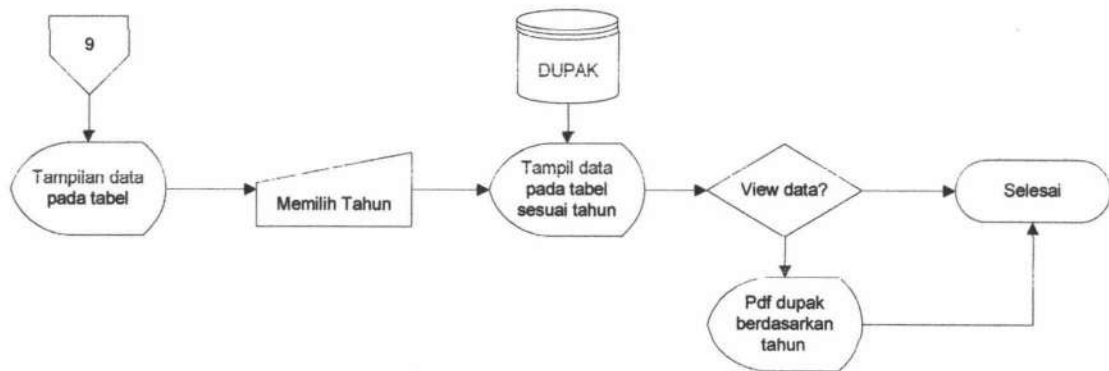 9
DUPAK
Tampilan data
pada tabel
Memilih Tahun
Tampil data
pada tabel
sesuai tahun
View data?
Selesai
Pdf dupak
berdasarkan
tahun